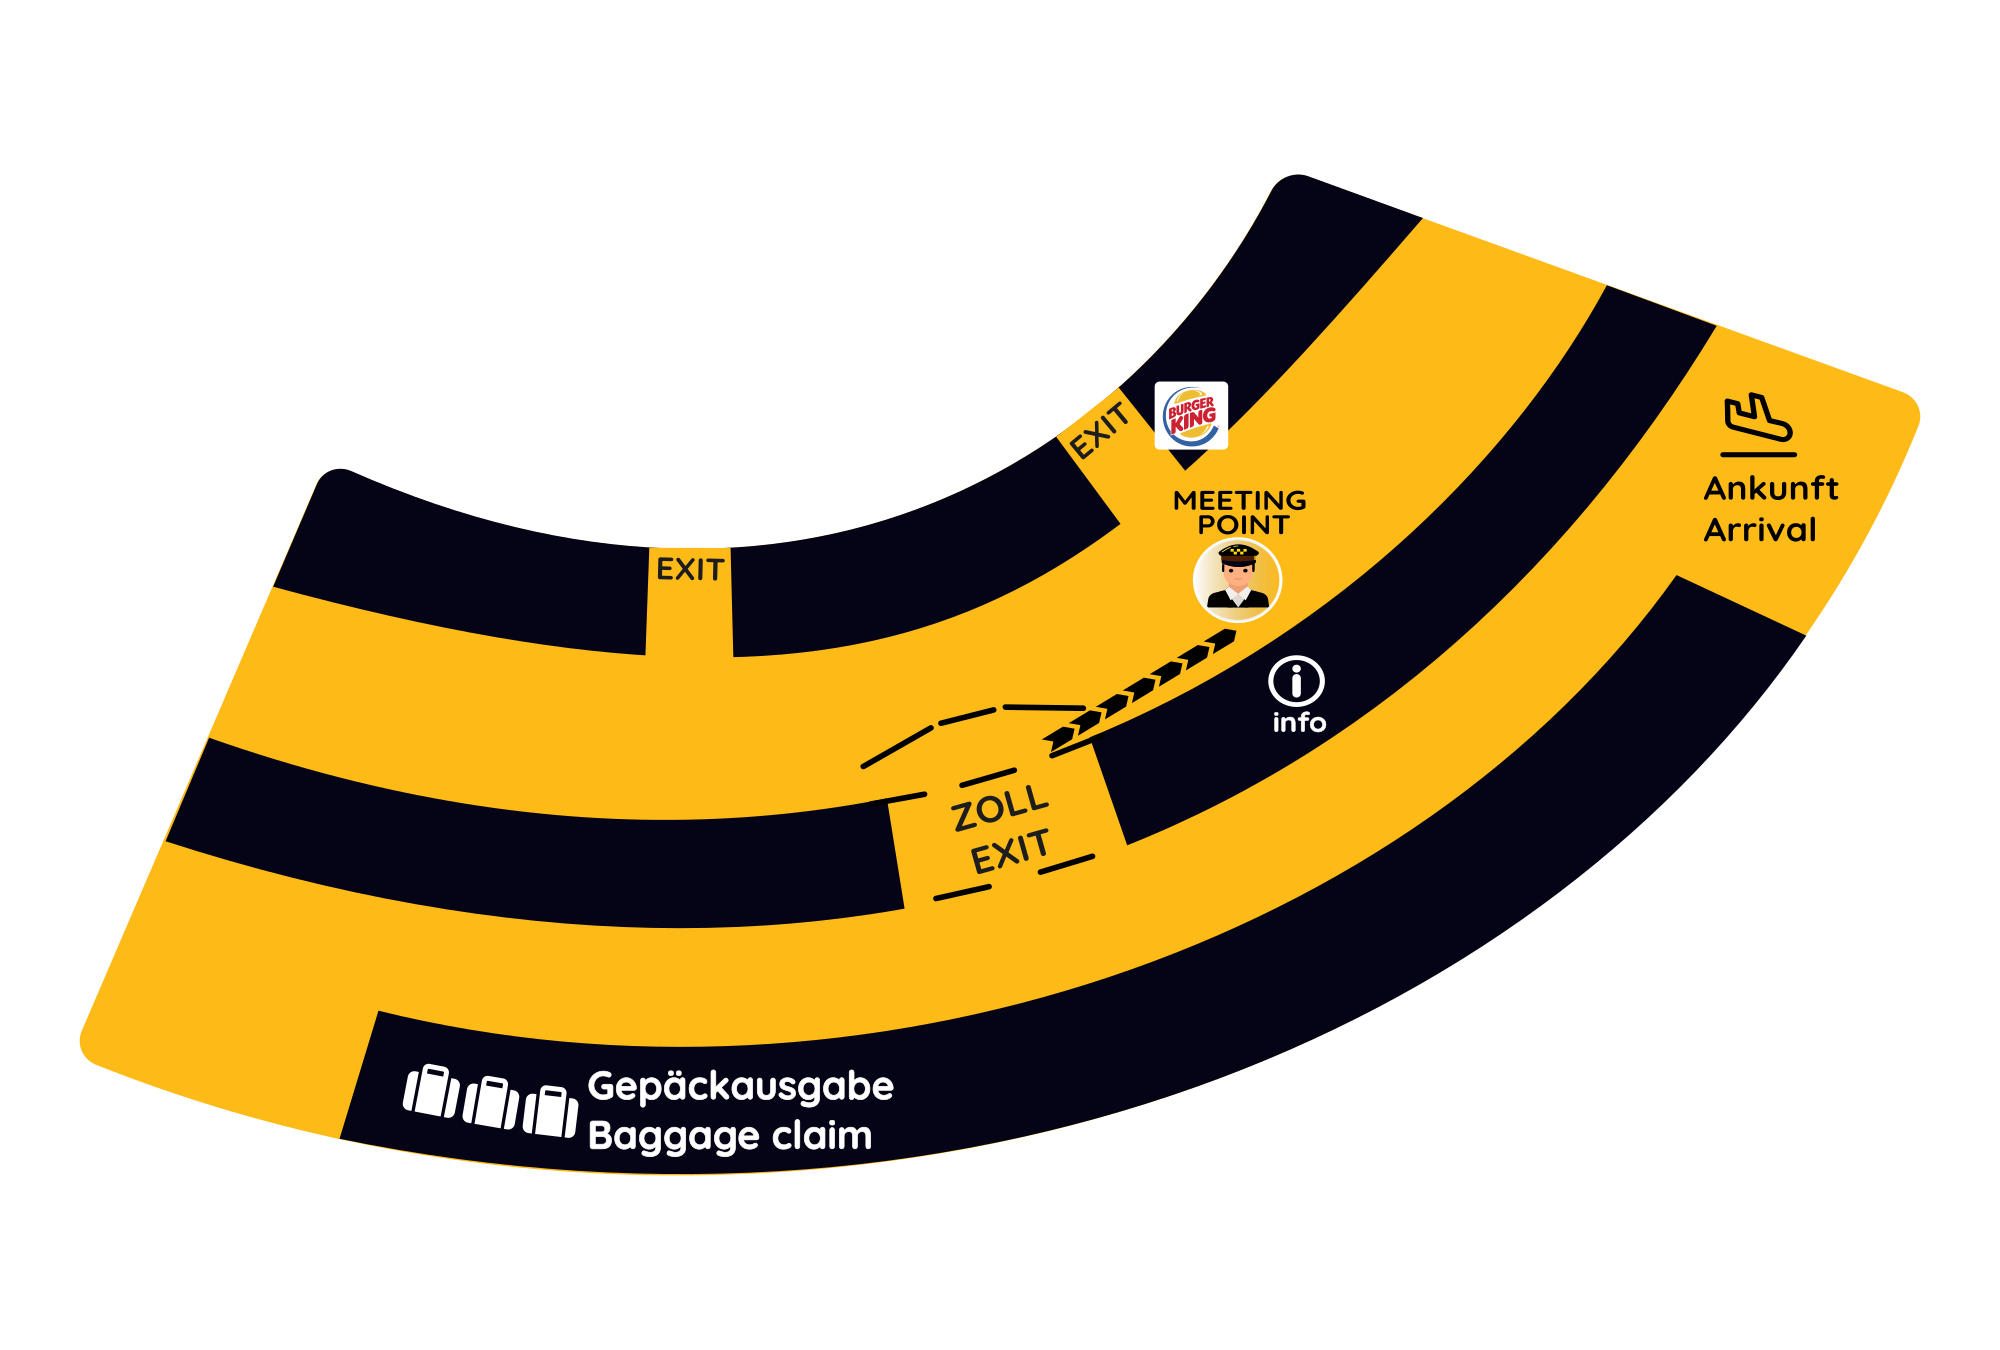 BURGER
KING
EXIT
MEETING
POINT
Ankunft
Arrival
EXIT
info
ZOLL
EXIT
Gepäckausgabe
Baggage claim